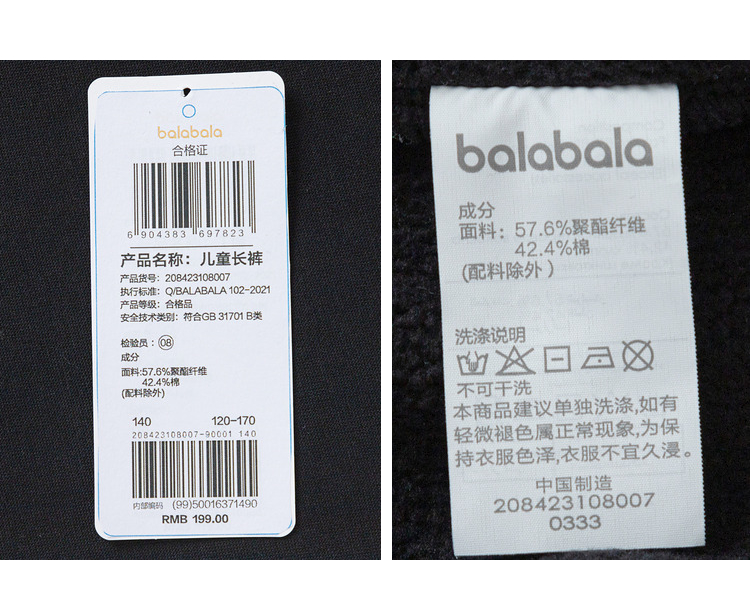 balabala
合格证
6 904383 697823
产品名称：儿童长裤
产品货号：208423108007
执行标准：Q/BALABALA 102-2021
产品等级：合格品
安全技术类别：符合GB 31701 B类
检验员：08
成分
面料:57.6%聚酯纤维
42.4%棉
(配料除外)
140 120-170
208423108007-90001 140
内部编码 (99)50016371490
RMB 199.00
balabala
成分
面料：57.6%聚酯纤维
42.4%棉
(配料除外）
洗涤说明
不可干洗
本商品建议单独洗涤,如有
轻微褪色属正常现象,为保
持衣服色泽,衣服不宜久浸。
中国制造
208423108007
0333